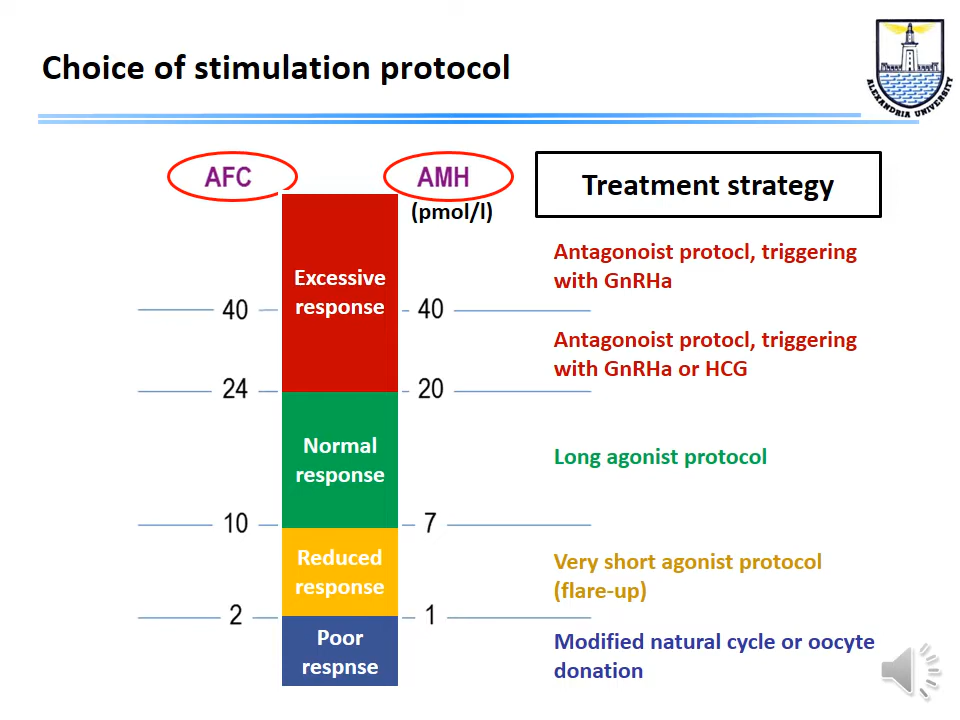 Choice of stimulation protocol
ALEXANDRIA UNIVERSITY
AFC
AMH
(pmol/l)
Treatment strategy
Excessive
response
Antagonoist protocl, triggering
with GnRHa
40
40
Antagonoist protocl, triggering
with GnRHa or HCG
24
20
Normal
response
Long agonist protocol
10
7
Reduced
response
Very short agonist protocol
(flare-up)
2
1
Poor
respnse
Modified natural cycle or oocyte
donation